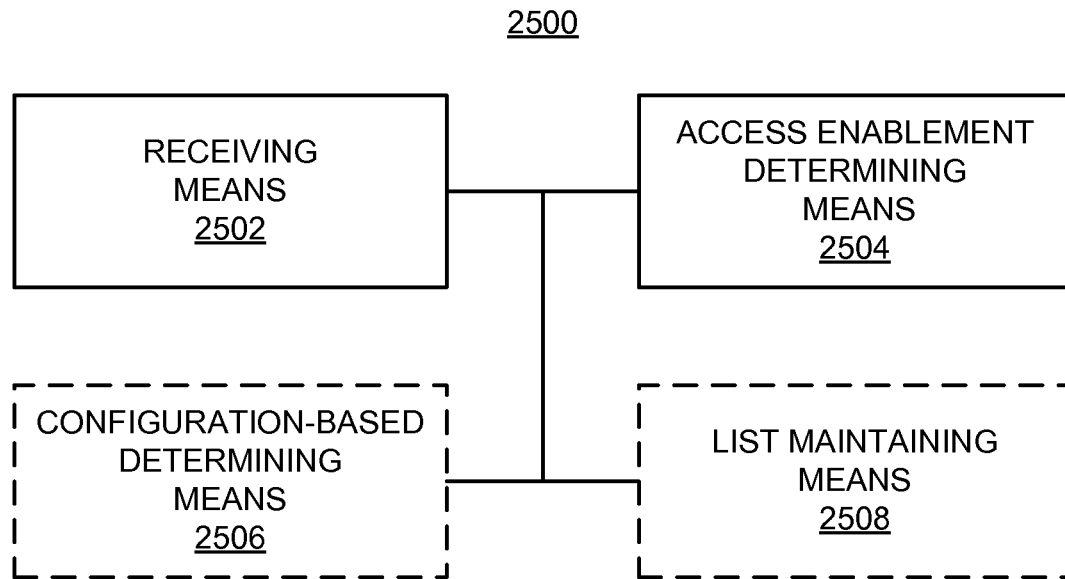 2500
RECEIVING
MEANS
2502
ACCESS ENABLEMENT
DETERMINING
MEANS
2504
CONFIGURATION-BASED
DETERMINING
MEANS
2506
LIST MAINTAINING
MEANS
2508